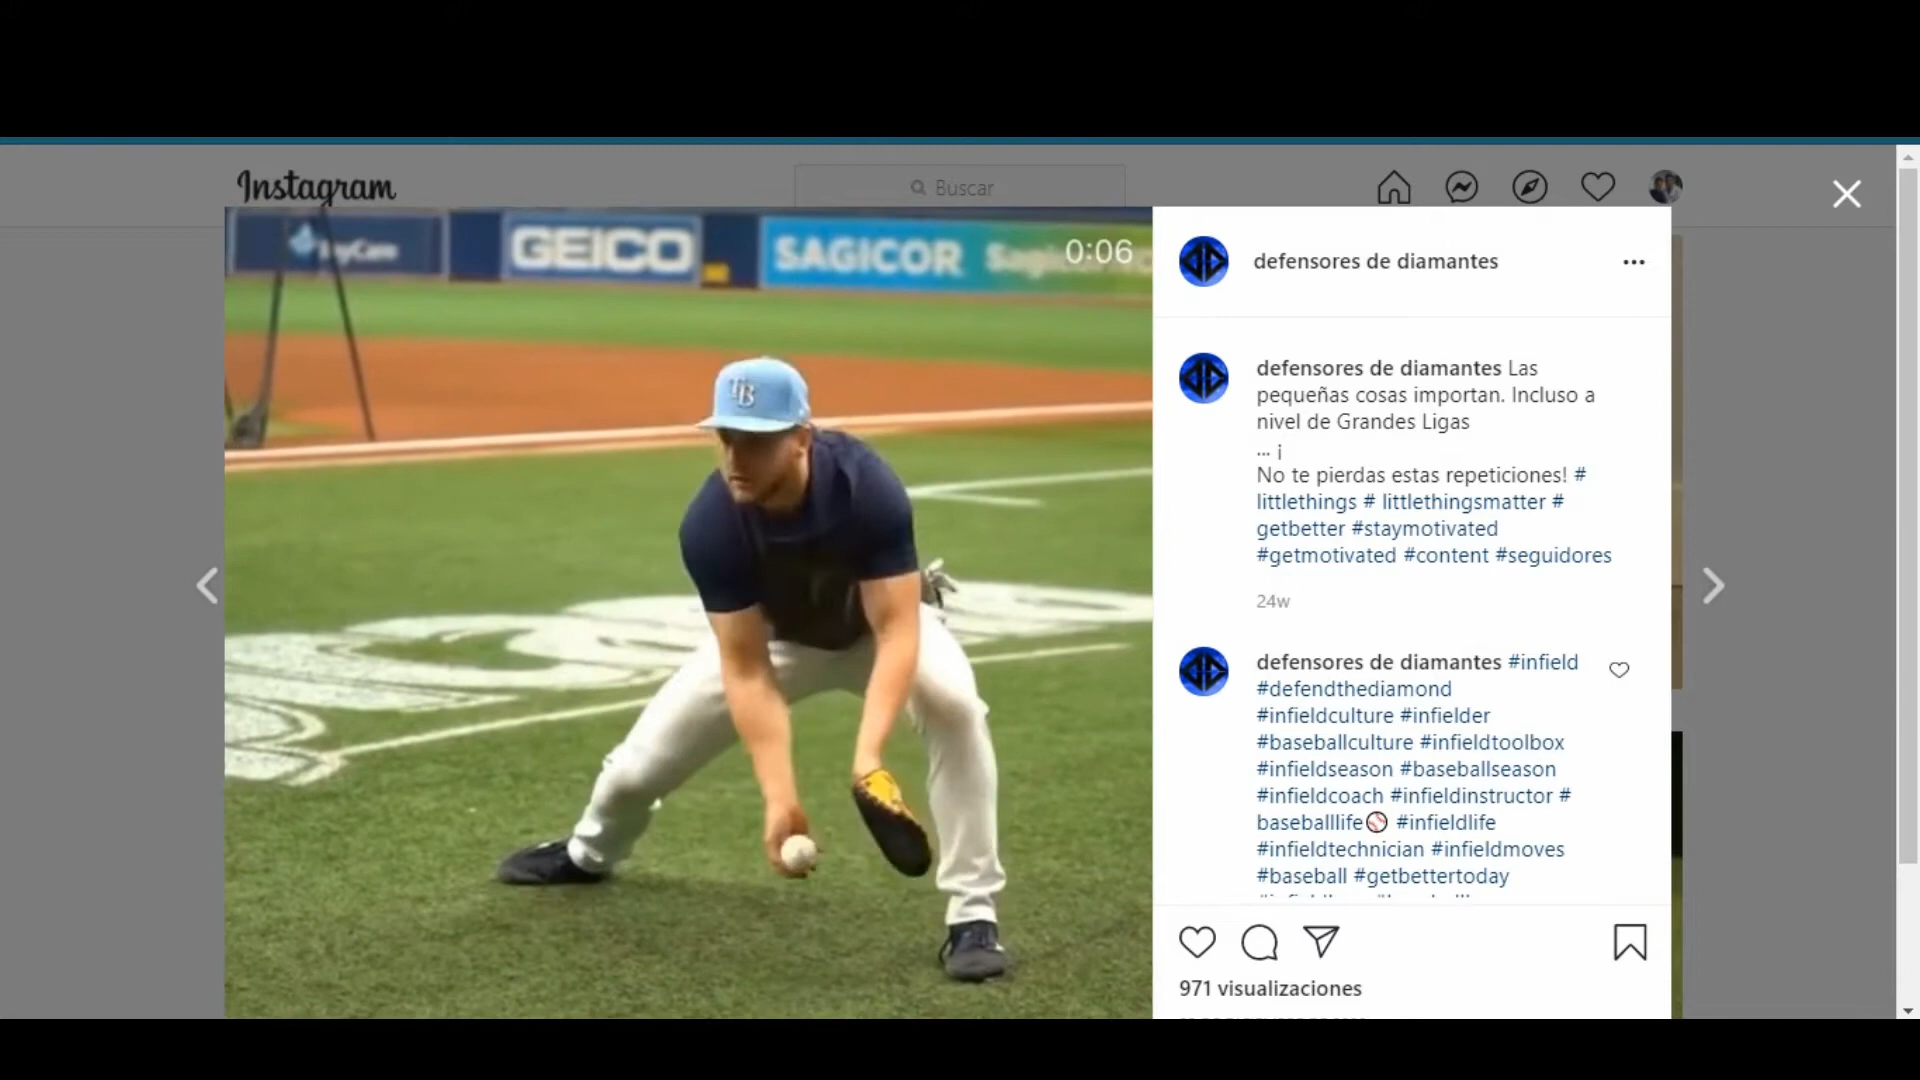 Instagram
Buscar
GEICO
SAGICOR
0:06
TB
defensores de diamantes
defensores de diamantes Las
pequeñas cosas importan. Incluso a
nivel de Grandes Ligas
... ¡
No te pierdas estas repeticiones! #
littlethings # littlethingsmatter #
getbetter #staymotivated
#getmotivated #content #seguidores
24w
defensores de diamantes #infield
#defendthediamond
#infieldculture #infielder
#baseballculture #infieldtoolbox
#infieldseason #baseballseason
#infieldcoach #infieldinstructor #
baseballlife #infieldlife
#infieldtechnician #infieldmoves
#baseball #getbettertoday
971 visualizaciones